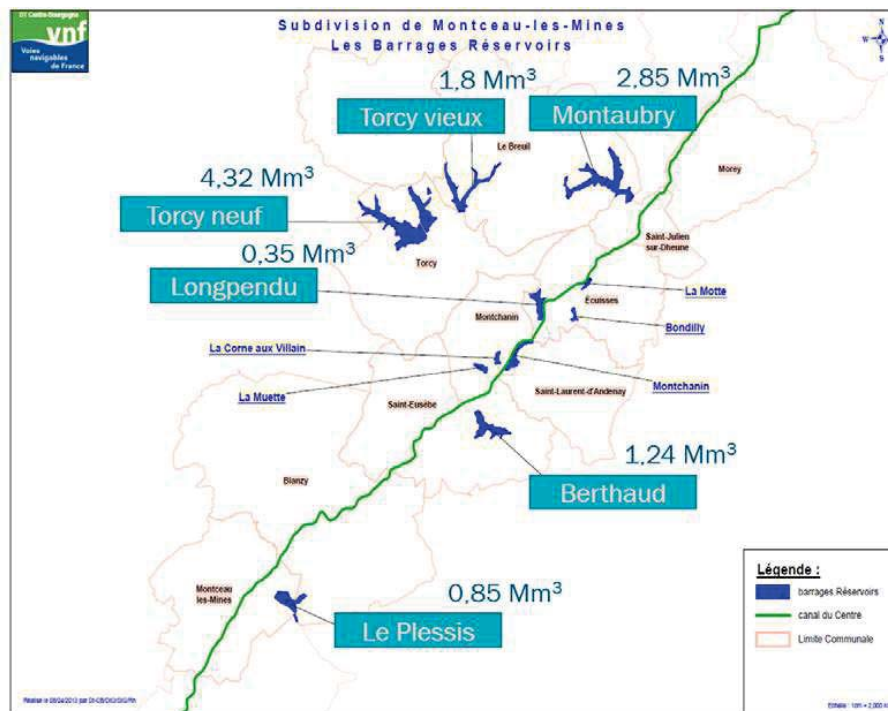 DT Centre-Bourgogne
vnf
Voies
navigables
de France
Subdivision de Montceau-les-Mines
Les Barrages Réservoirs
N
W
S
1,8 Mm³
2,85 Mm³
Torcy vieux
Montaubry
Le Breuil
Morey
4,32 Mm³
Torcy neuf
Saint-Julien
sur-Dheune
Torcy
0,35 Mm³
Longpendu
La Motte
Écuisses
Montchanin
Bondilly
La Corne aux Villain
La Muette
Montchanin
Saint-Laurent-d'Andenay
Saint-Eusèbe
1,24 Mm³
Berthaud
Blanzy
Montceau
les-Mines
0,85 Mm³
Le Plessis
Légende :
barrages Réservoirs
canal du Centre
Limite Communale